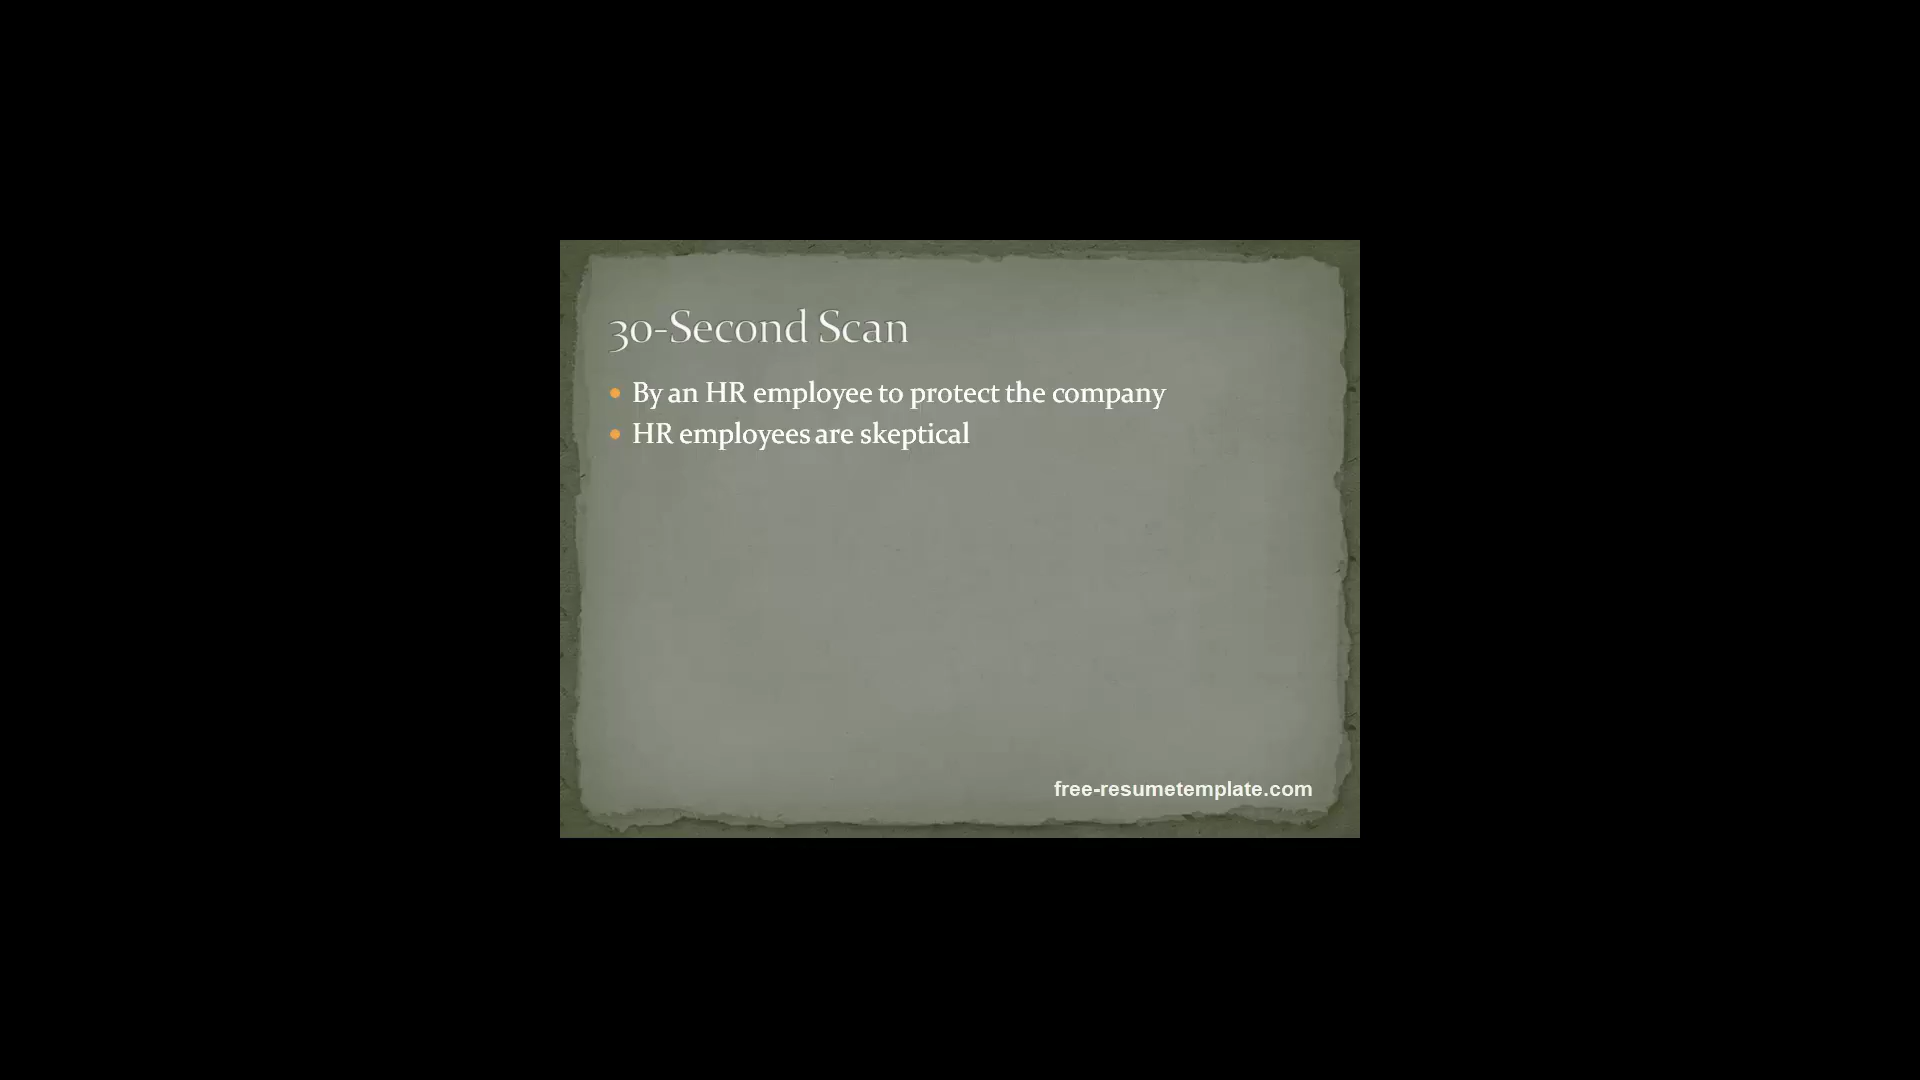 30-Second Scan
By an HR employee to protect the company
HR employees are skeptical
free-resumetemplate.com